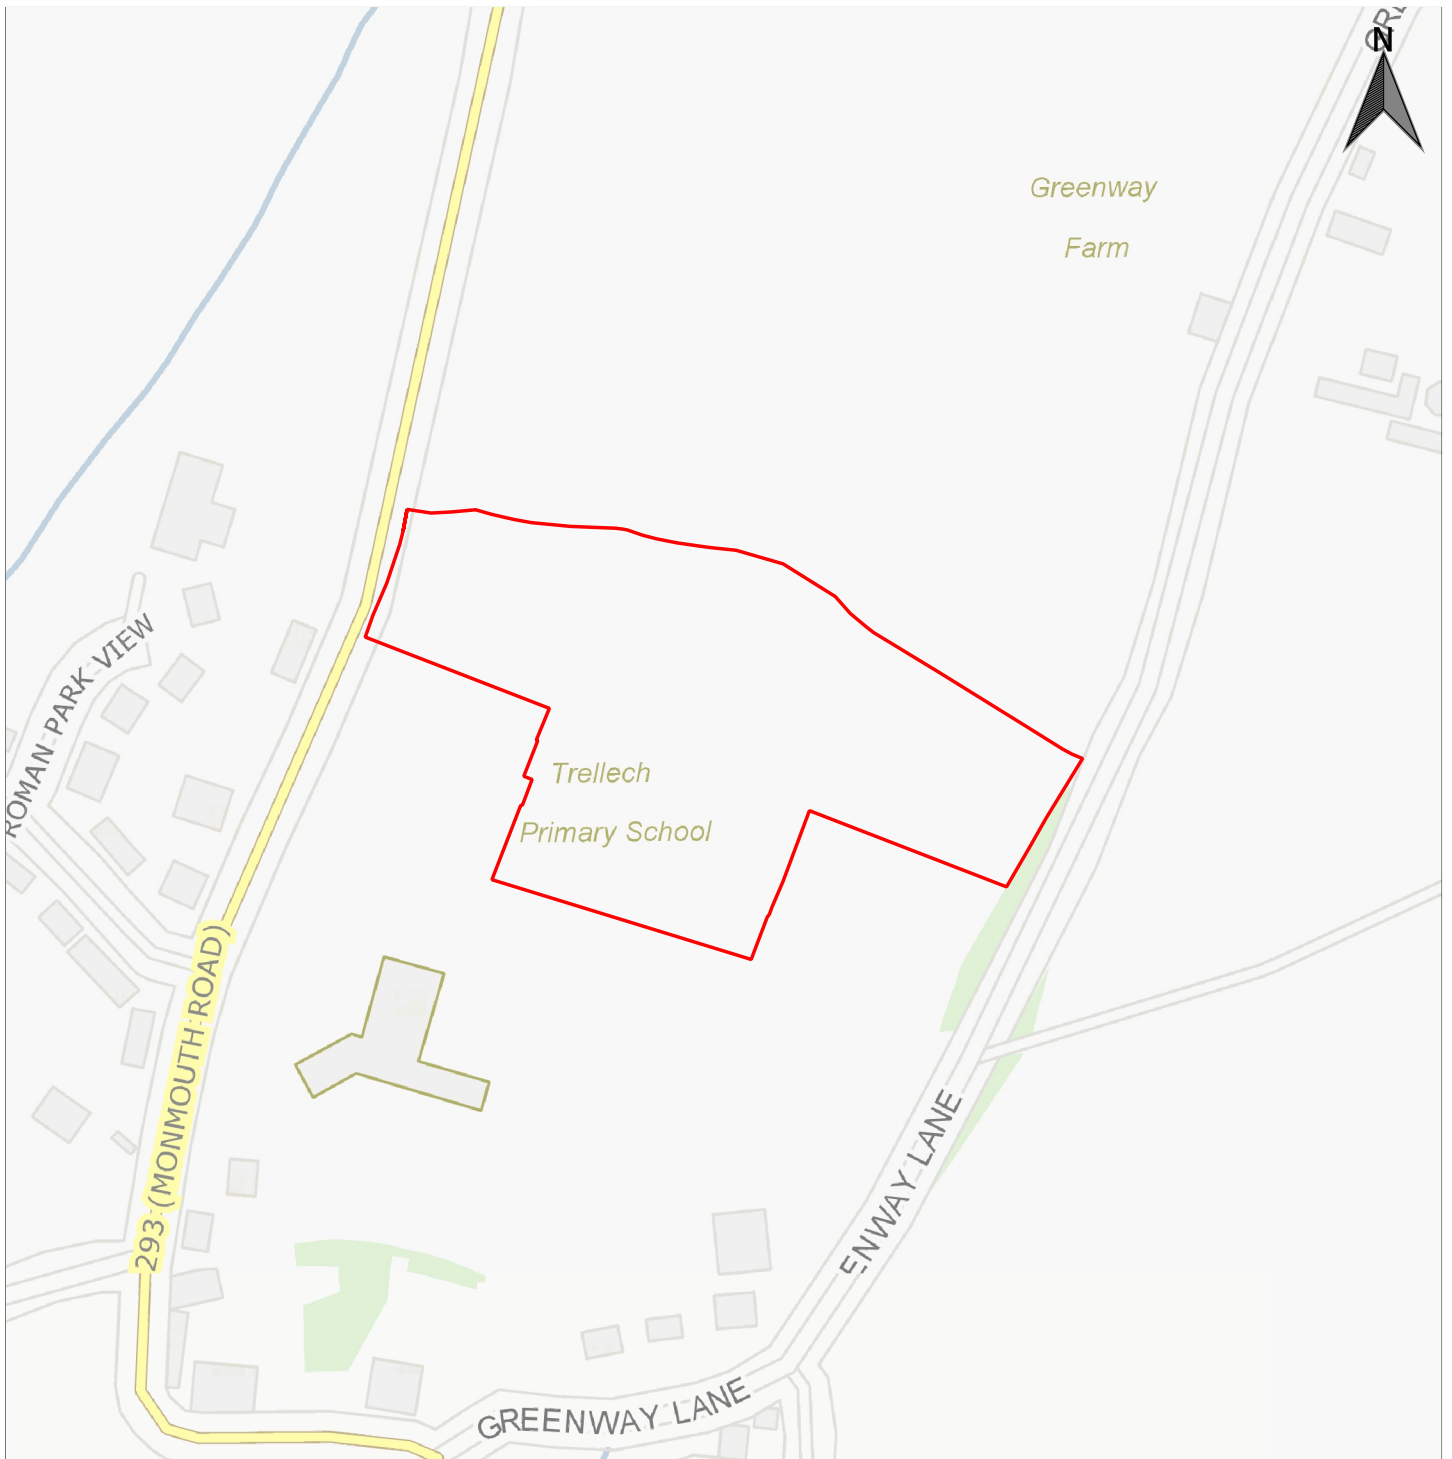 N
Greenway
Farm
ROMAN PARK VIEW
Trellech
Primary School
293 (MONMOUTH ROAD)
ENWAY LANE
GREENWAY LANE